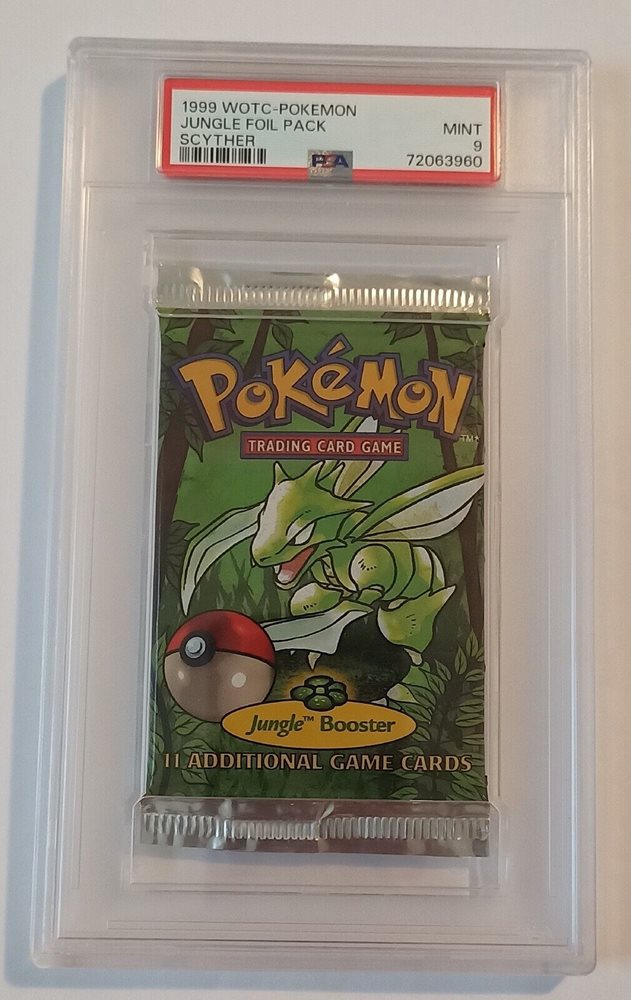 1999 WOTC-POKEMON
JUNGLE FOIL PACK
MINT
SCYTHER
9
PSA
72063960
POKéMON
TM
TRADING CARD GAME
Jungle™ Booster
11 ADDITIONAL GAME CARDS